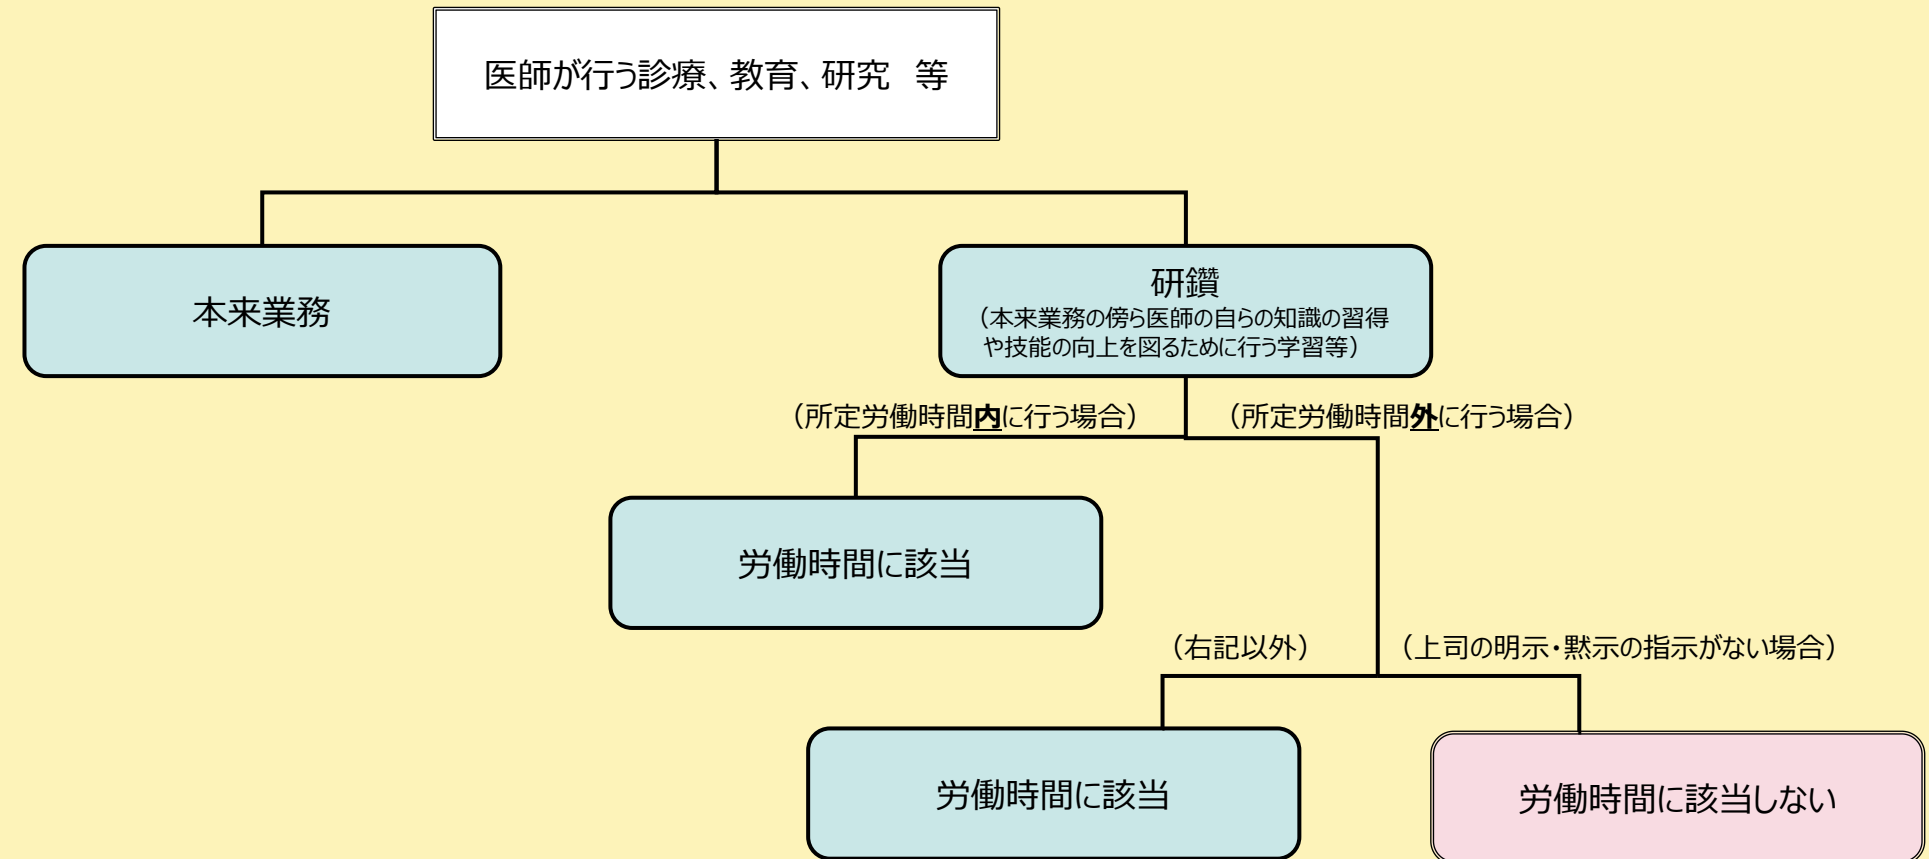 医師が行う診療、教育、研究　等
本来業務
研鑽
（本来業務の傍ら医師の自らの知識の習得
や技能の向上を図るために行う学習等）
（所定労働時間内に行う場合）
（所定労働時間外に行う場合）
労働時間に該当
（右記以外）
（上司の明示・黙示の指示がない場合）
労働時間に該当
労働時間に該当しない